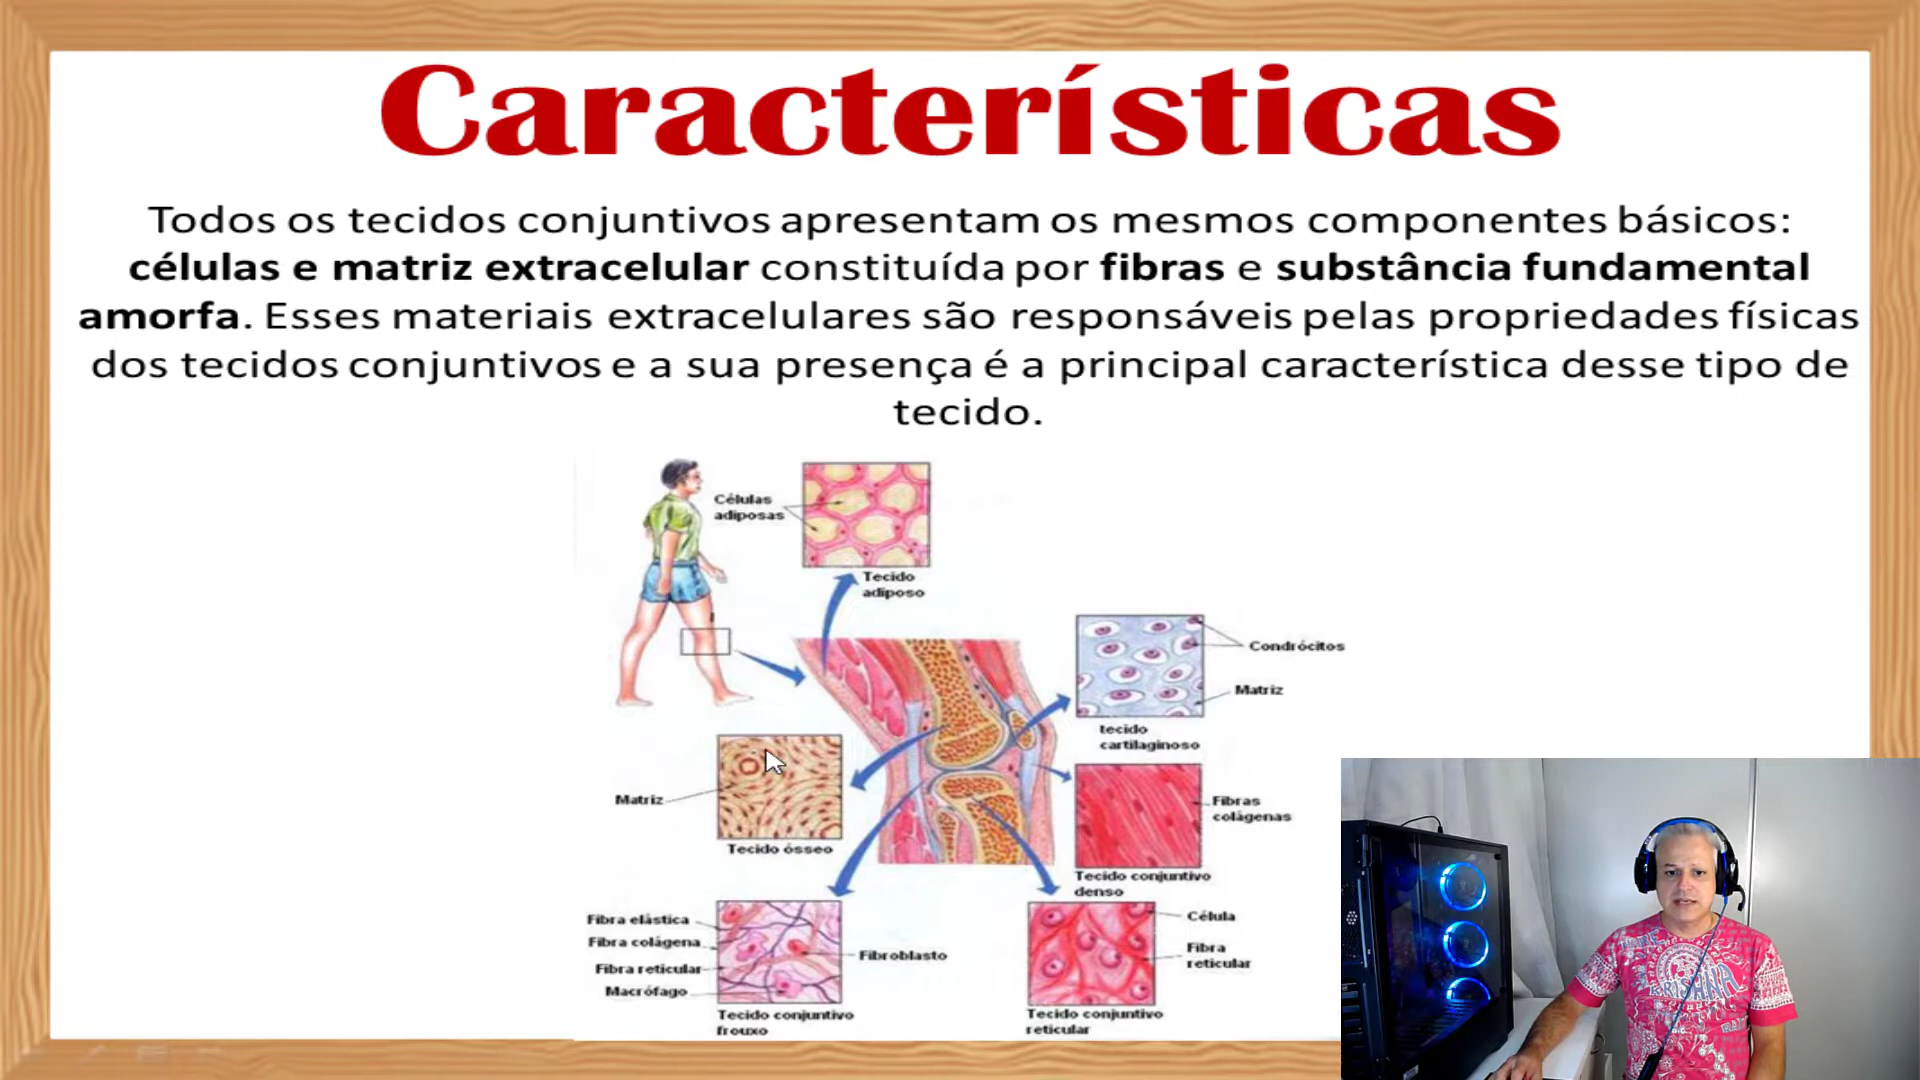 Características
Todos os tecidos conjuntivos apresentam os mesmos componentes básicos:
células e matriz extracelular constituída por fibras e substância fundamental
amorfa. Esses materiais extracelulares são responsáveis pelas propriedades físicas
dos tecidos conjuntivos e a sua presença é a principal característica desse tipo de
tecido.
Células
adiposas
Tecido
adiposo
Condrócitos
Matriz
tecido
cartilaginoso
Matriz
Tecido ósseo
Fibras
colágenas
Tecido conjuntivo
denso
Fibra elástica
Fibra colágena
Fibra reticular
Macrófago
Fibroblasto
Tecido conjuntivo
frouxo
Célula
Fibra
reticular
Tecido conjuntivo
reticular
KRISHNA